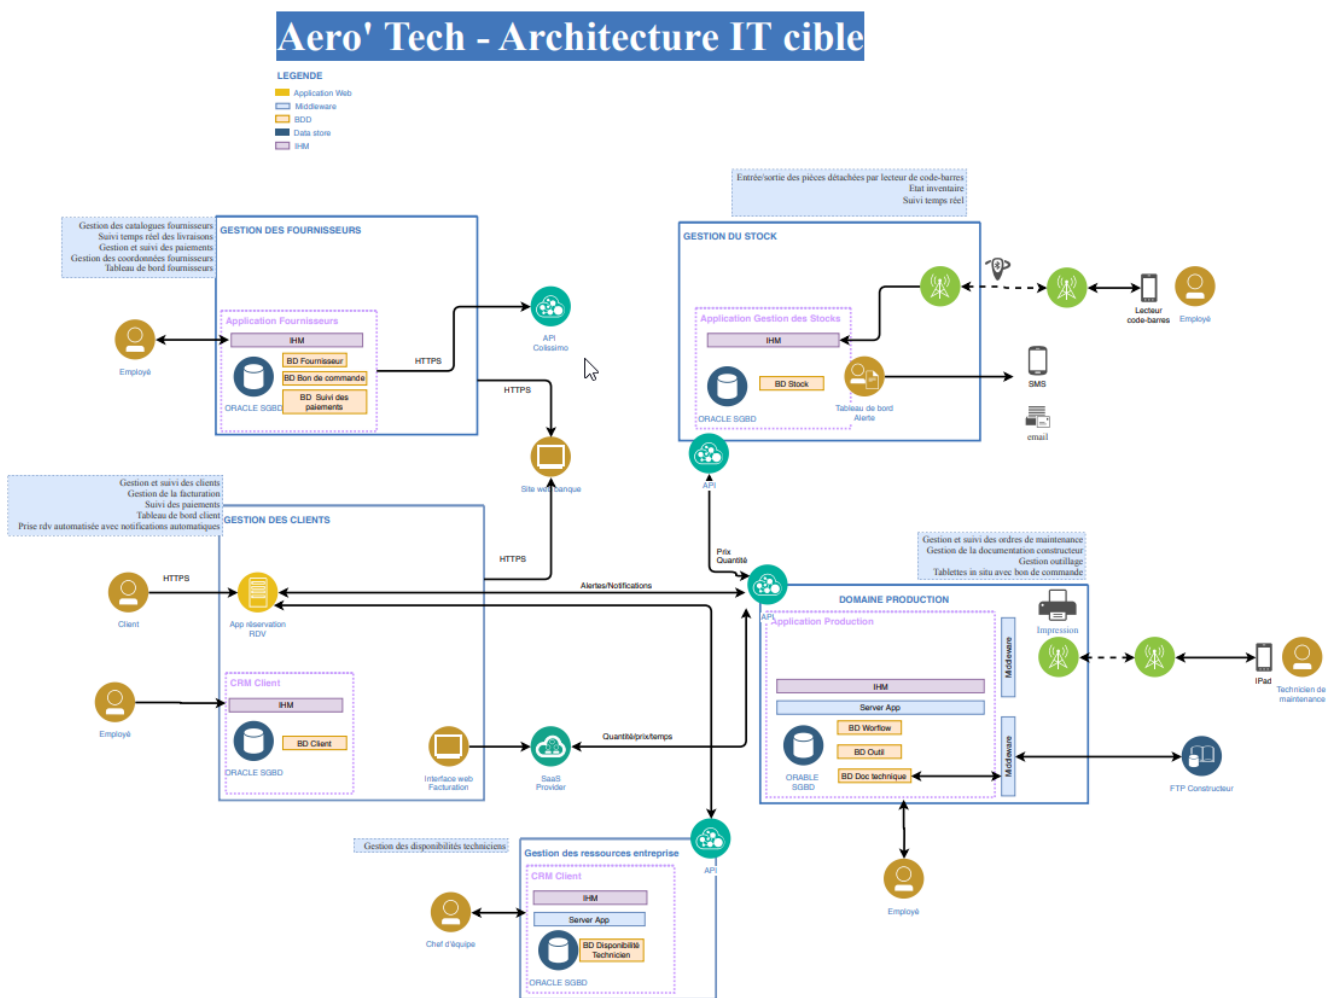 Aero' Tech - Architecture IT cible
LEGENDE
Application Web
Middleware
BDD
Data store
IHM
Entrée/sortie des pièces détachées par lecteur de code-barres
Etat inventaire
Suivi temps réel
Gestion des catalogues fournisseurs
Suivi temps réel des livraisons
Gestion et suivi des paiements
Gestion des coordonnées fournisseurs
Tableau de bord fournisseurs
GESTION DES FOURNISSEURS
Application Fournisseurs
IHM
BD Fournisseur
BD Bon de commande
BD Suivi des
paiements
ORACLE SGBD
Employé
HTTPS
API
Colissimo
HTTPS
Site web banque
GESTION DU STOCK
Application Gestion des Stocks
IHM
BD Stock
ORACLE SGBD
Tableau de bord
Alerte
Lecteur
code-barres
Employé
SMS
email
API
Prix
Quantité
Gestion et suivi des clients
Gestion de la facturation
Suivi des paiements
Tableau de bord client
Prise rdv automatisée avec notifications automatiques
GESTION DES CLIENTS
HTTPS
HTTPS
Client
App réservation
RDV
Alertes/Notifications
CRM Client
IHM
BD Client
ORACLE SGBD
Employé
Interface web
Facturation
SaaS
Provider
Quantité/prix/temps
Gestion et suivi des ordres de maintenance
Gestion de la documentation constructeur
Gestion outillage
Tablettes in situ avec bon de commande
DOMAINE PRODUCTION
API
Application Production
Impression
Middleware
IHM
Server App
BD Worflow
BD Outil
BD Doc technique
ORABLE
SGBD
Middleware
IPad
Technicien de
maintenance
FTP Constructeur
Employé
Gestion des disponibilités techniciens
Gestion des ressources entreprise
API
CRM Client
IHM
Server App
BD Disponibilité
Technicien
ORACLE SGBD
Chef d'équipe